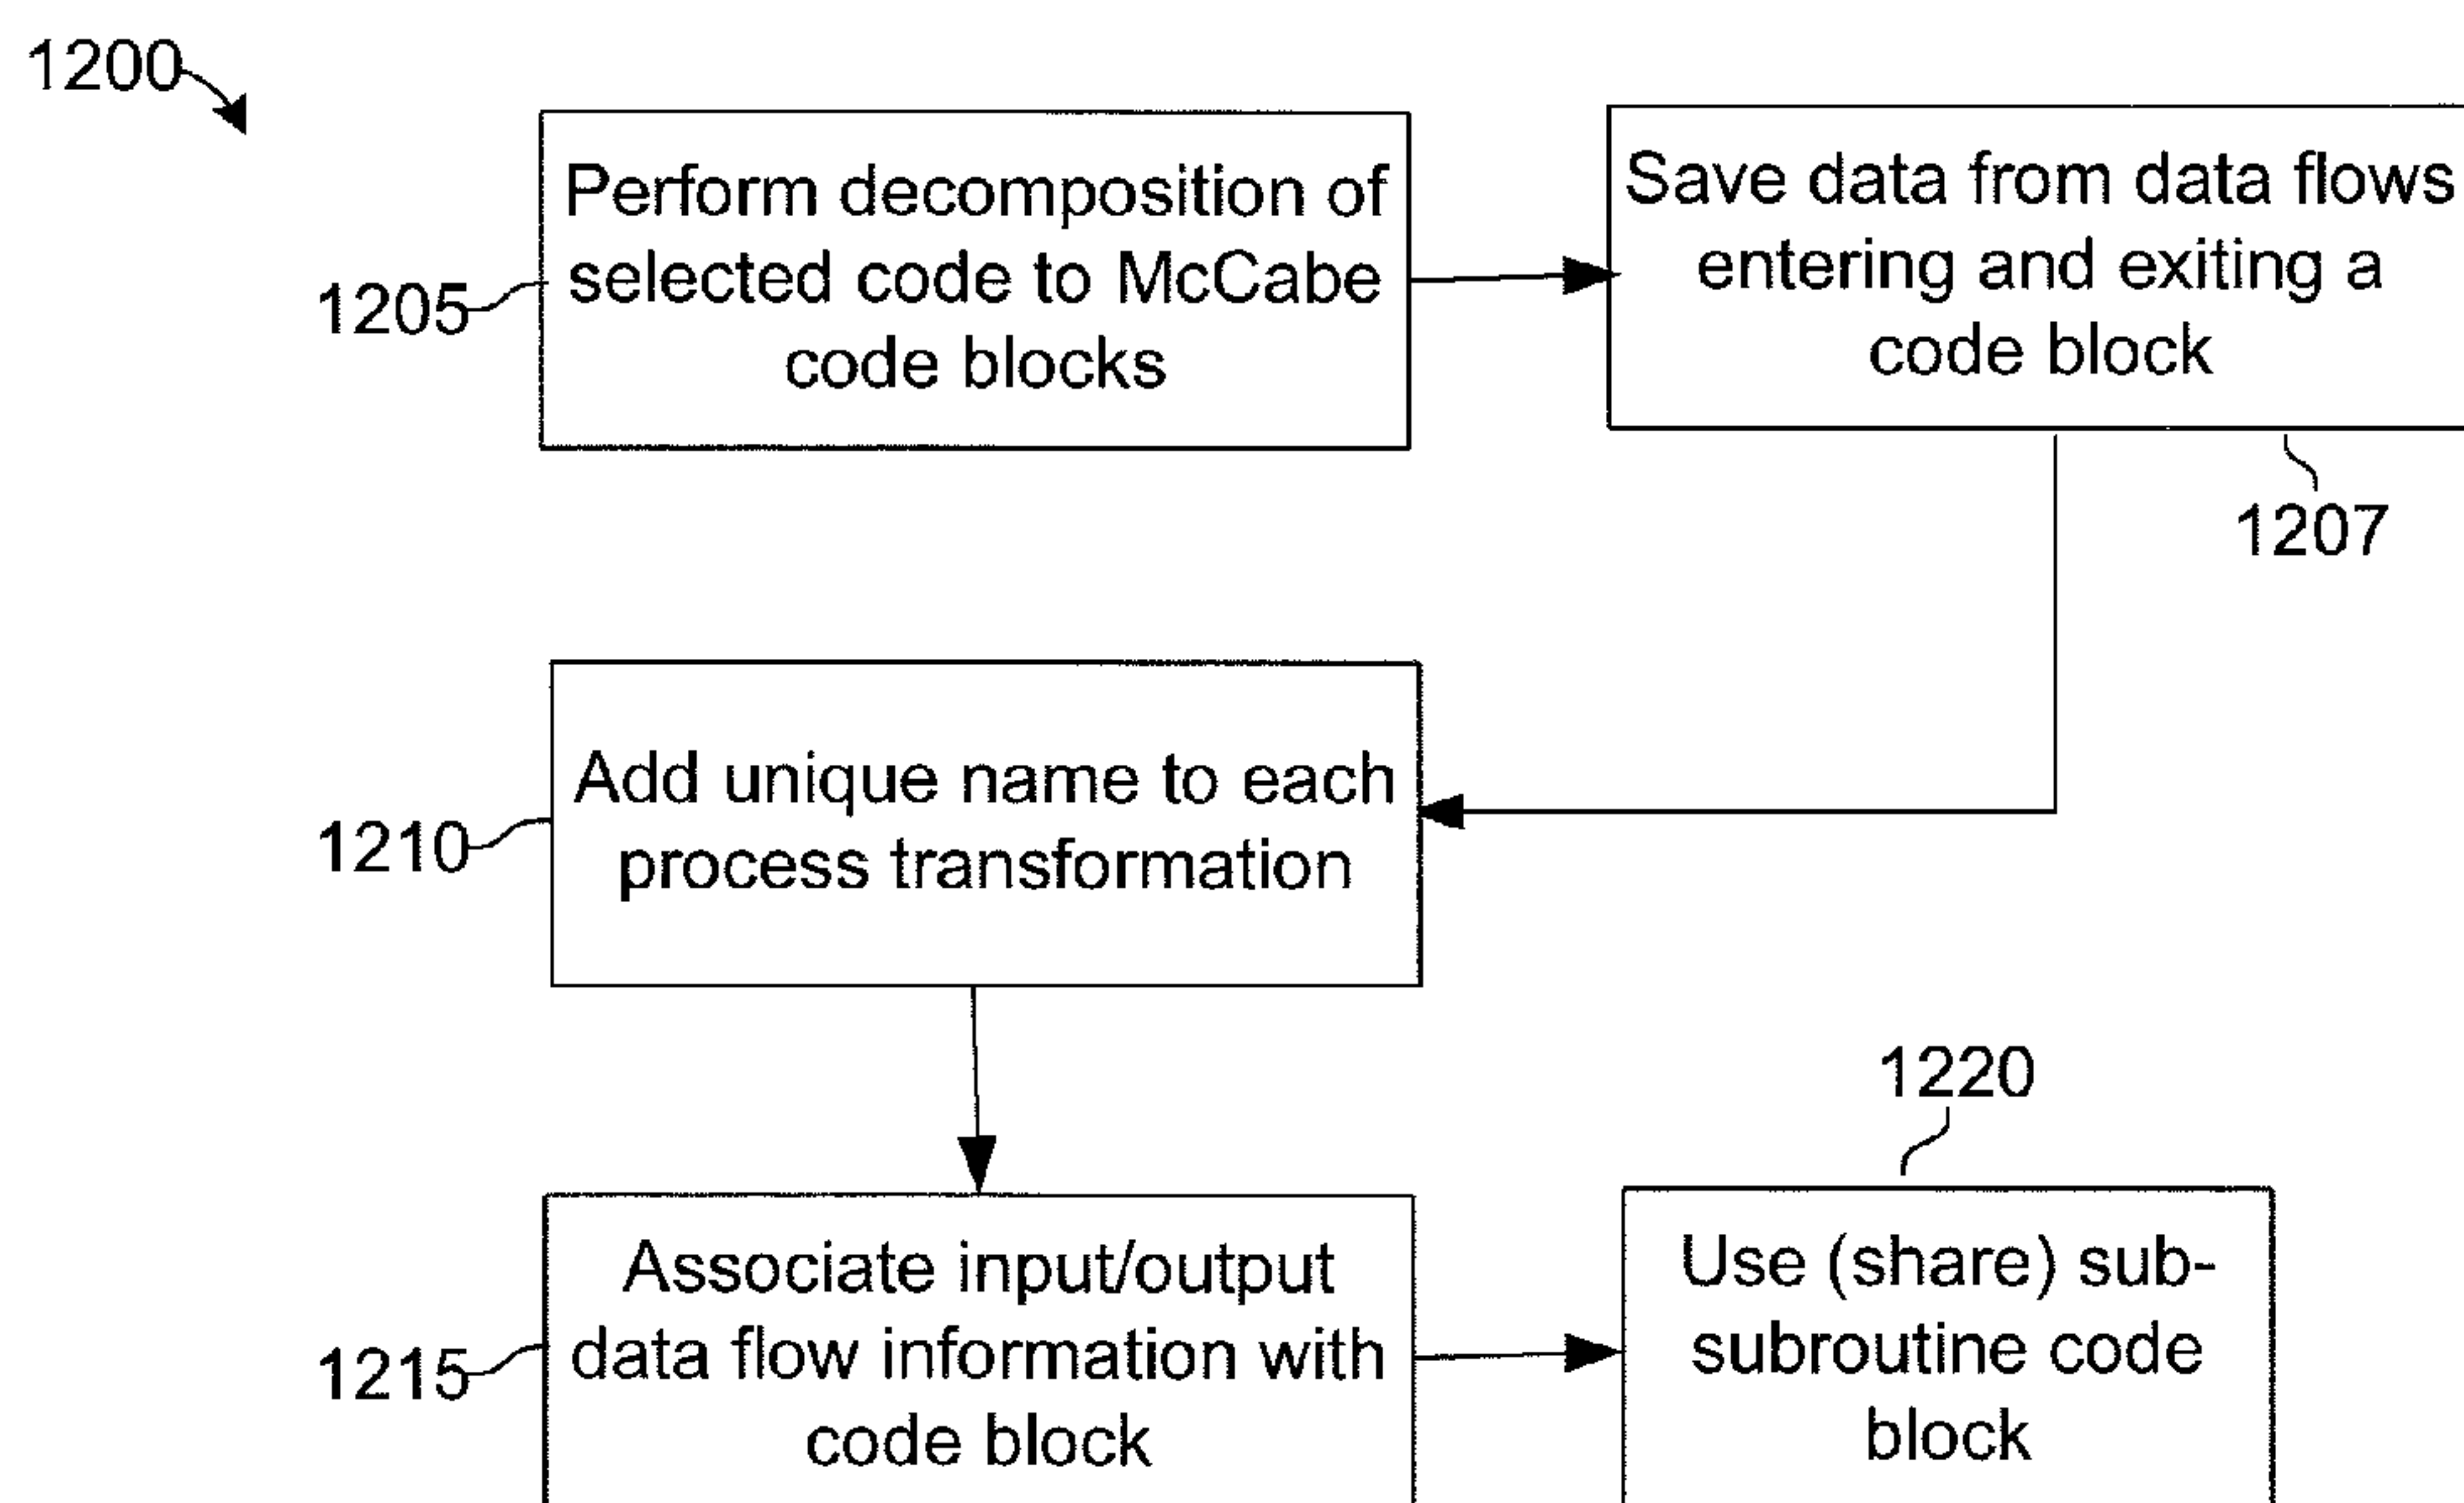 1200
Perform decomposition of
selected code to McCabe
code blocks
1205
Save data from data flows
entering and exiting a
code block
1207
Add unique name to each
process transformation
1210
1220
Associate input/output
data flow information with
code block
1215
Use (share) sub-
subroutine code
block